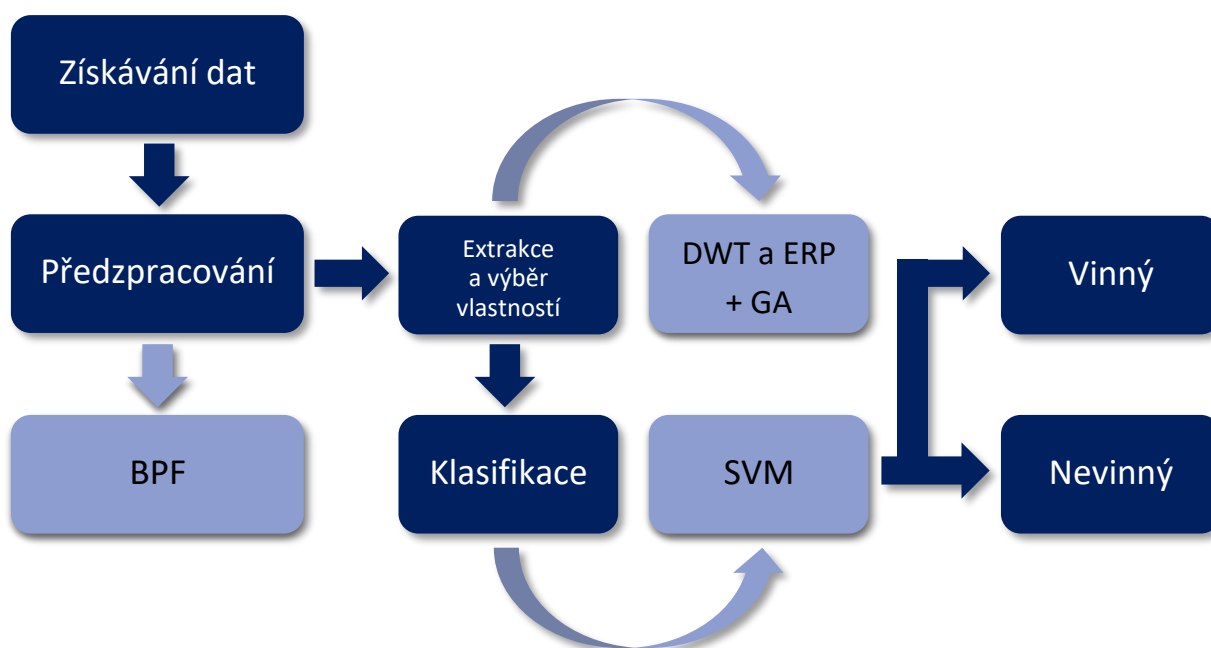 Získávání dat
Předzpracování
Extrakce
a výběr
vlastností
DWT a ERP
+ GA
Vinný
BPF
Klasifikace
SVM
Nevinný